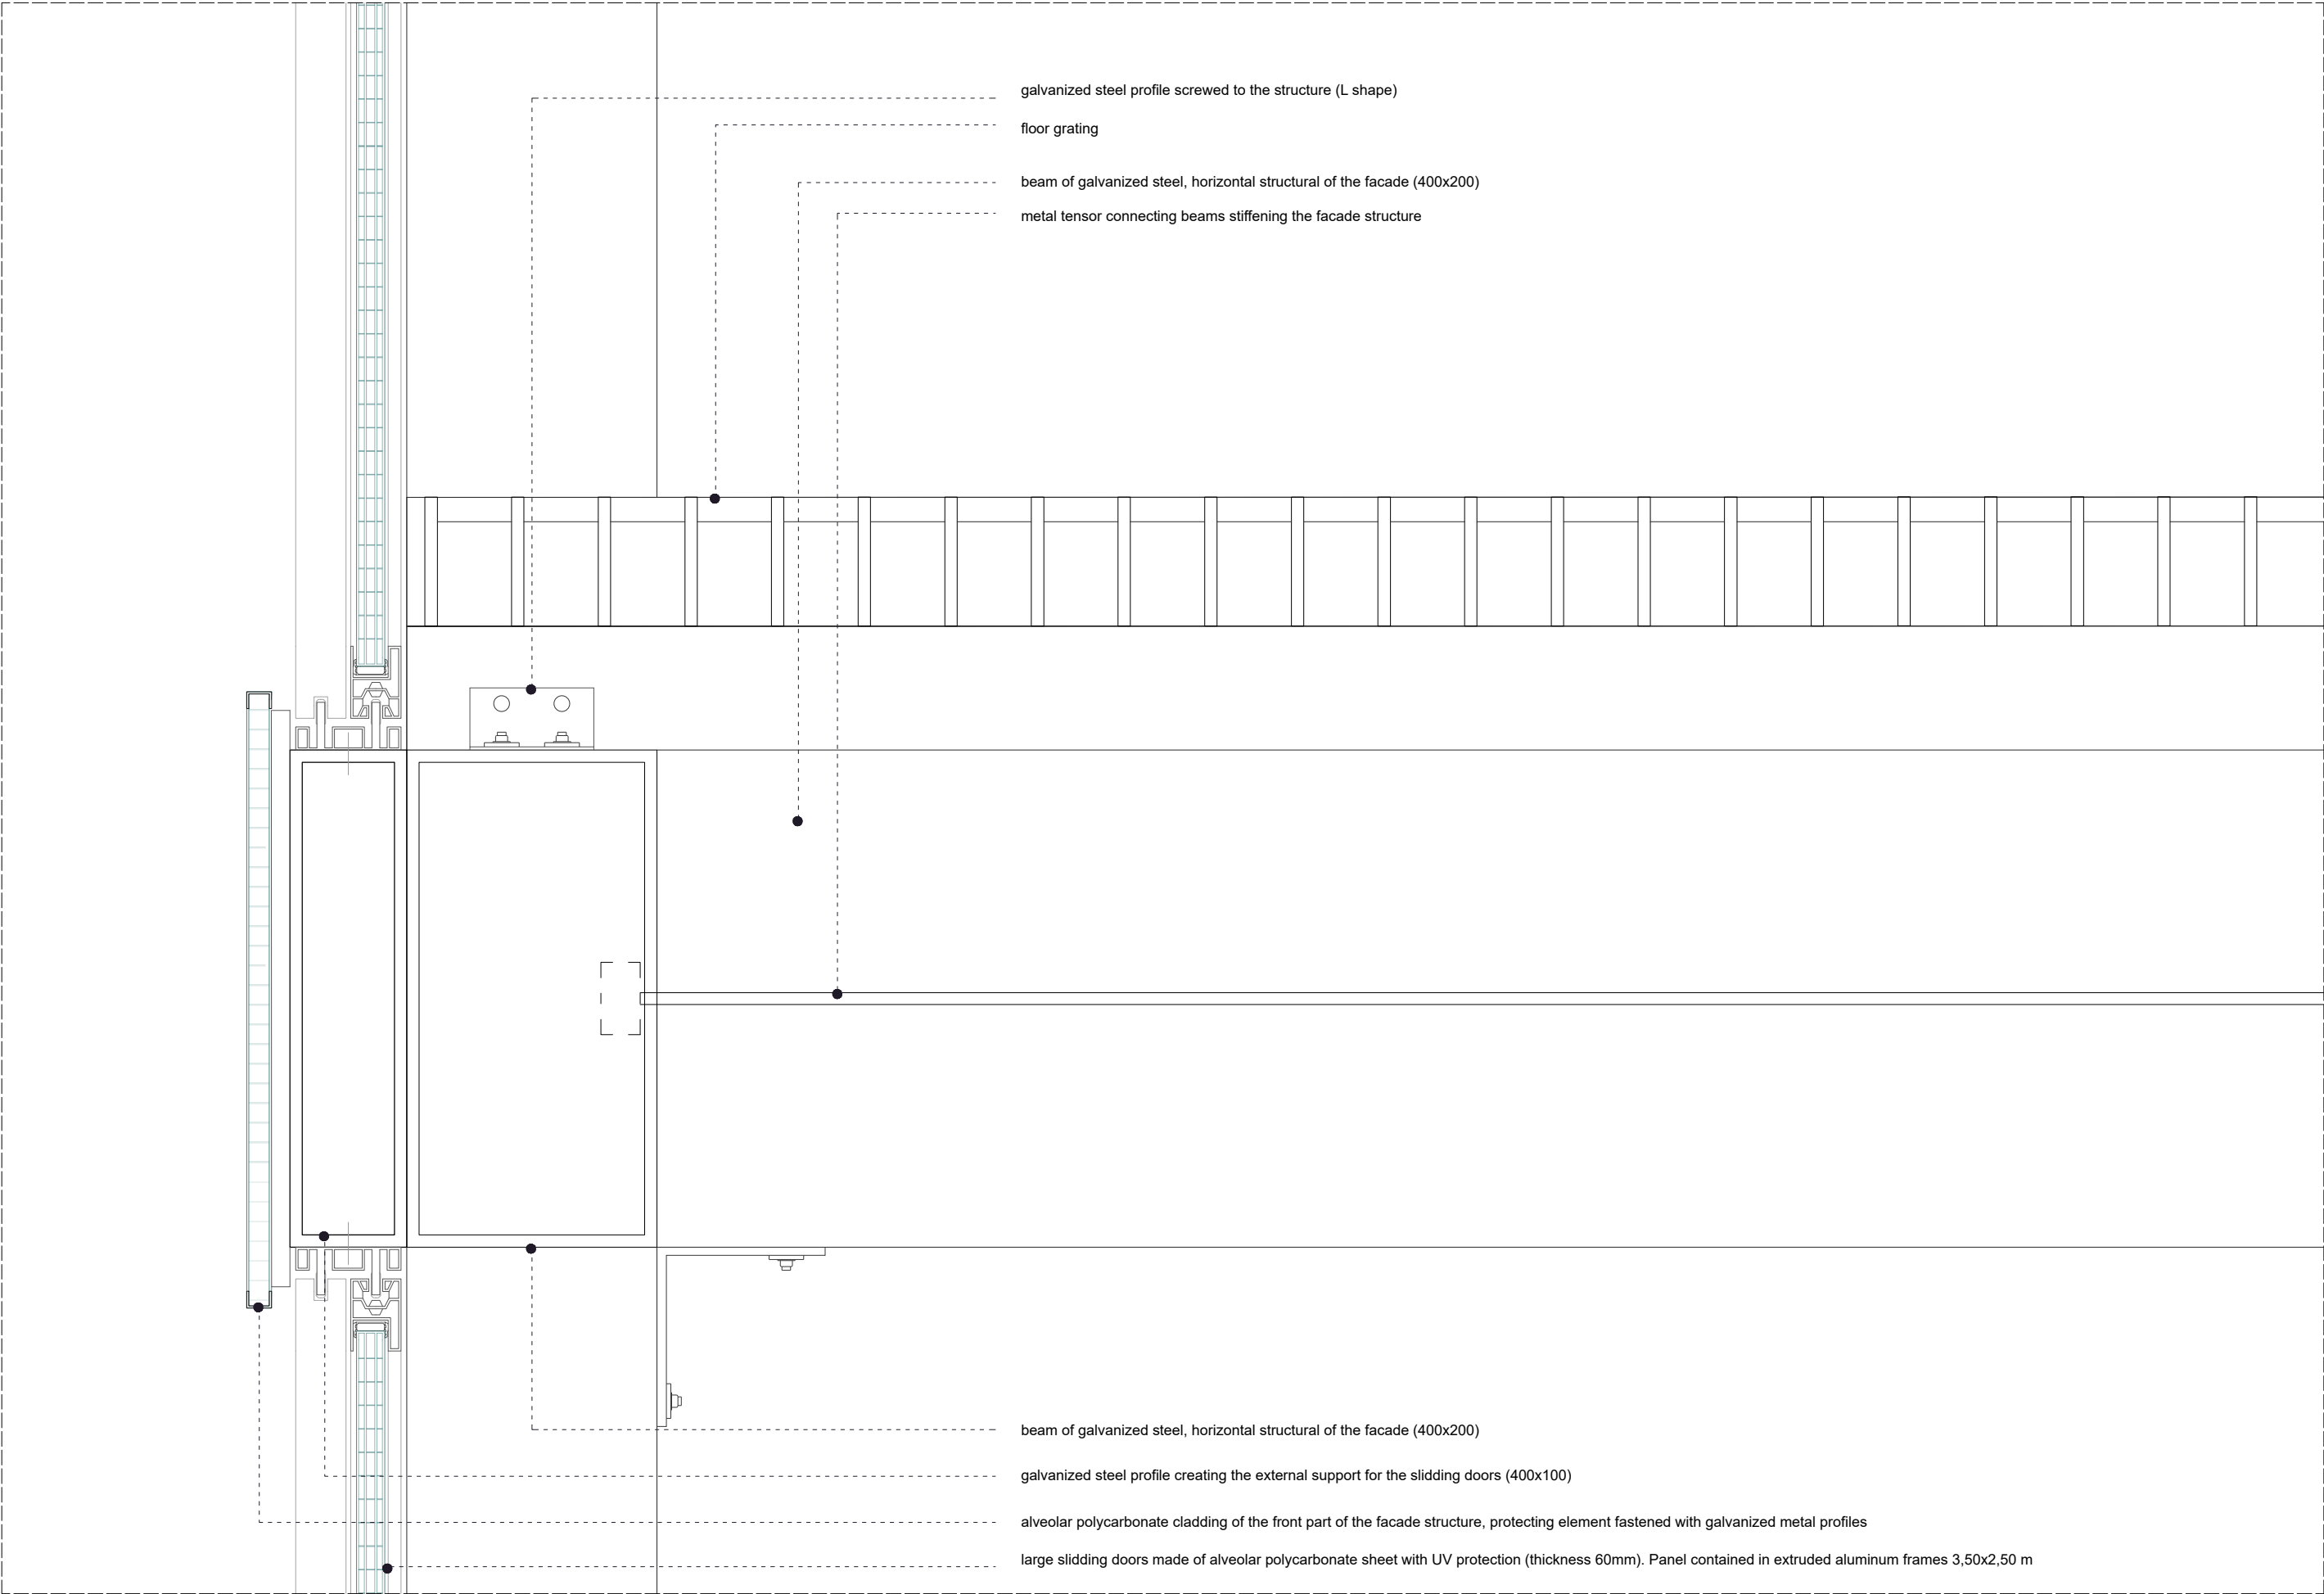 galvanized steel profile screwed to the structure (L shape)
floor grating
beam of galvanized steel, horizontal structural of the facade (400x200)
metal tensor connecting beams stiffening the facade structure
beam of galvanized steel, horizontal structural of the facade (400x200)
galvanized steel profile creating the external support for the slidding doors (400x100)
alveolar polycarbonate cladding of the front part of the facade structure, protecting element fastened with galvanized metal profiles
large slidding doors made of alveolar polycarbonate sheet with UV protection (thickness 60mm). Panel contained in extruded aluminum frames 3,50x2,50 m